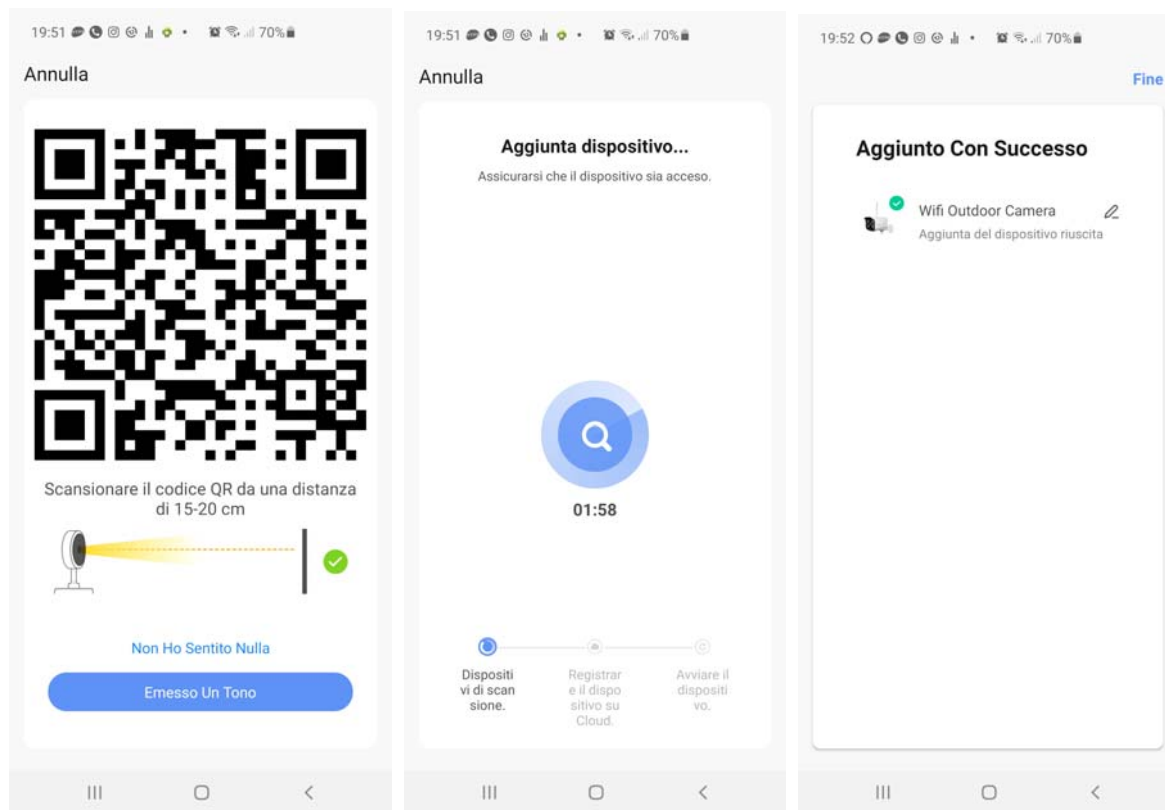 19:51 70%
Annulla
Scansionare il codice QR da una distanza
di 15-20 cm
Non Ho Sentito Nulla
Emesso Un Tono
19:51 70%
Annulla
Aggiunta dispositivo...
Assicurarsi che il dispositivo sia acceso.
01:58
Dispositi
vi di scan
sione.
Registrar
e il dispo
sitivo su
Cloud.
Avviare il
dispositi
vo.
19:52 70%
Fine
Aggiunto Con Successo
Wifi Outdoor Camera
Aggiunta del dispositivo riuscita